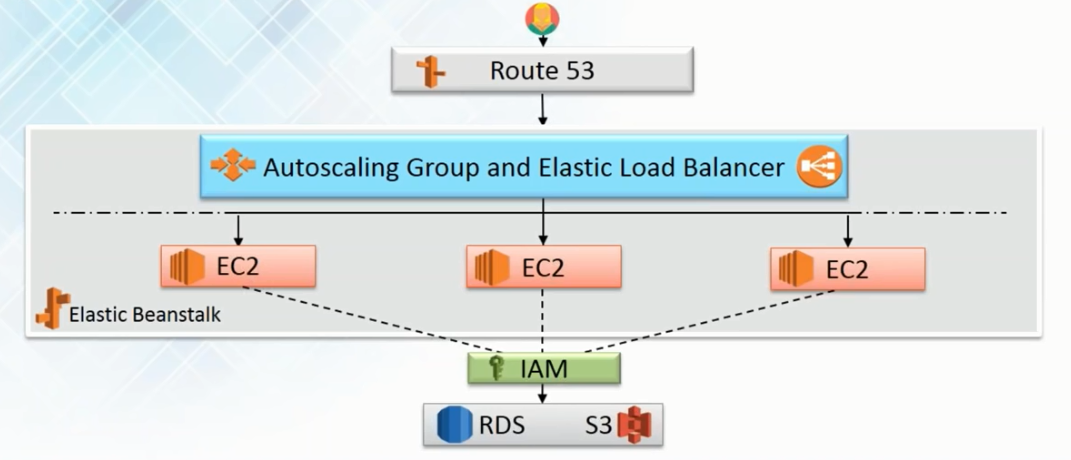 Route 53
Autoscaling Group and Elastic Load Balancer
EC2
EC2
EC2
Elastic Beanstalk
IAM
RDS
S3